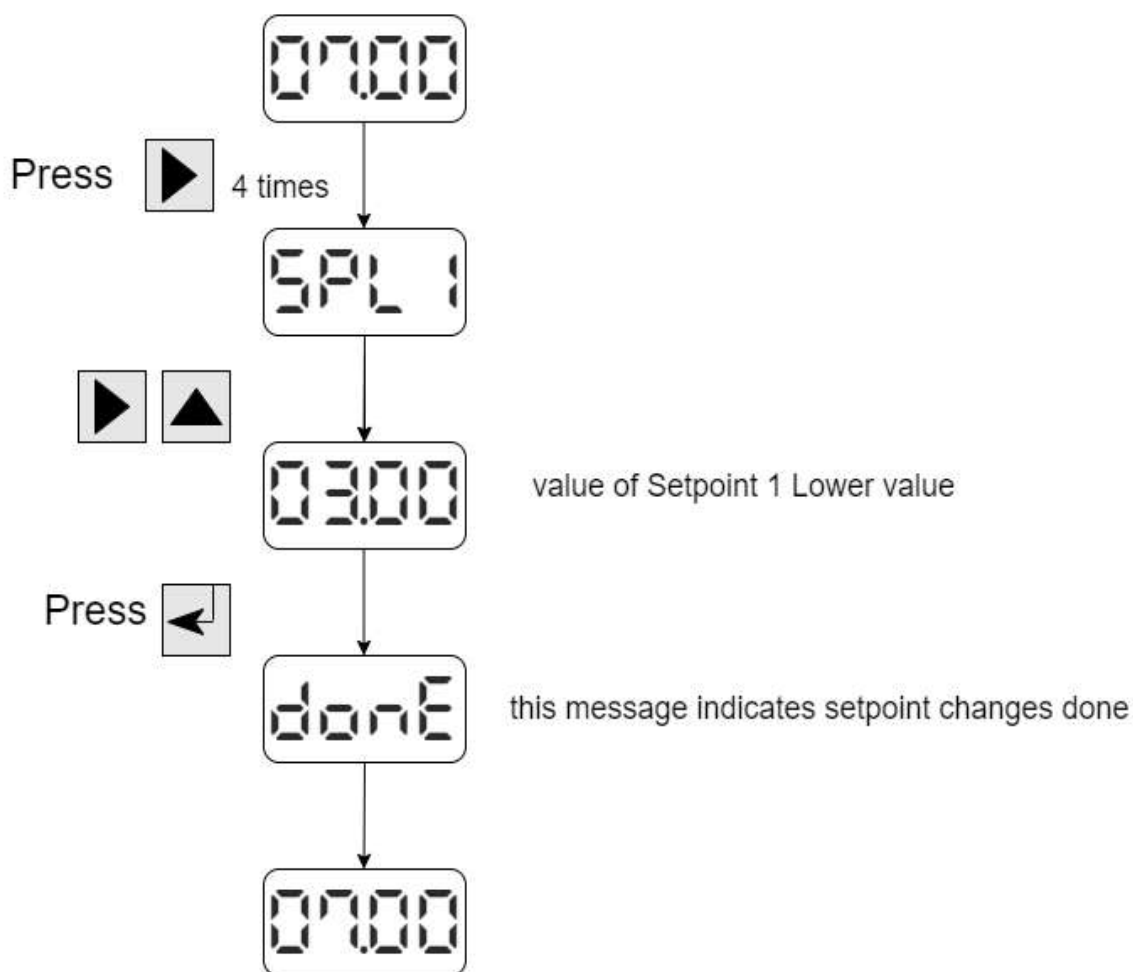 07.00
Press 4 times
SPL 1
03.00 value of Setpoint 1 Lower value
Press
donE this message indicates setpoint changes done
07.00